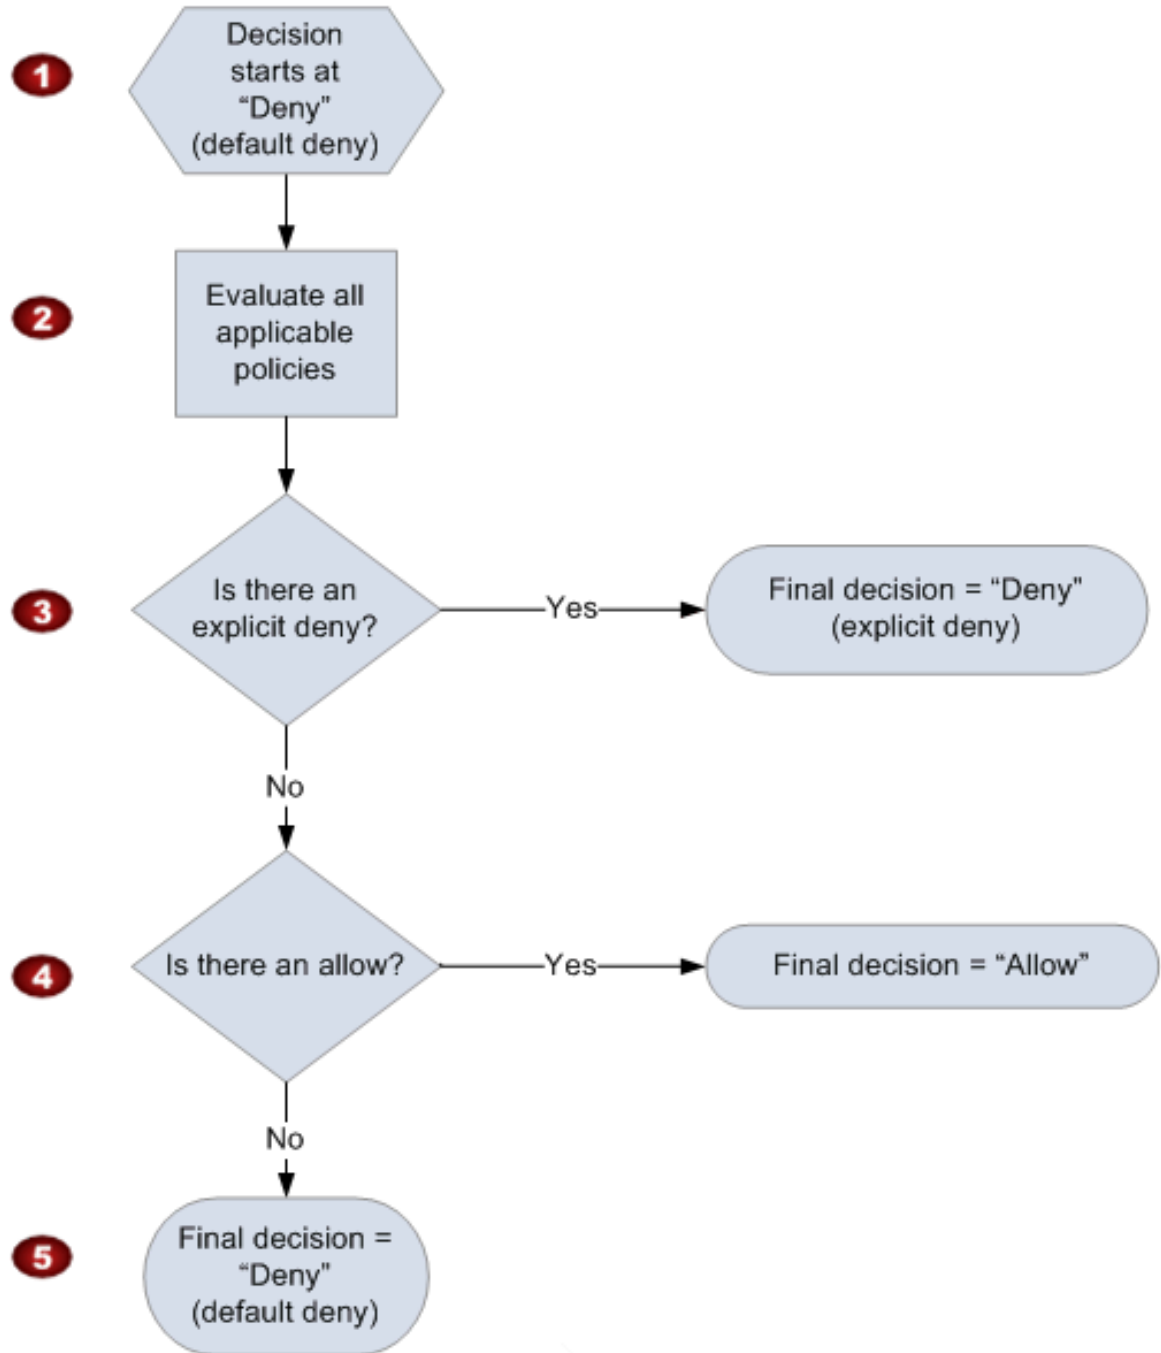 1
Decision
starts at
“Deny”
(default deny)
2
Evaluate all
applicable
policies
3
Is there an
explicit deny?
Yes
Final decision = “Deny”
(explicit deny)
No
4
Is there an allow?
Yes
Final decision = “Allow”
No
5
Final decision =
“Deny”
(default deny)